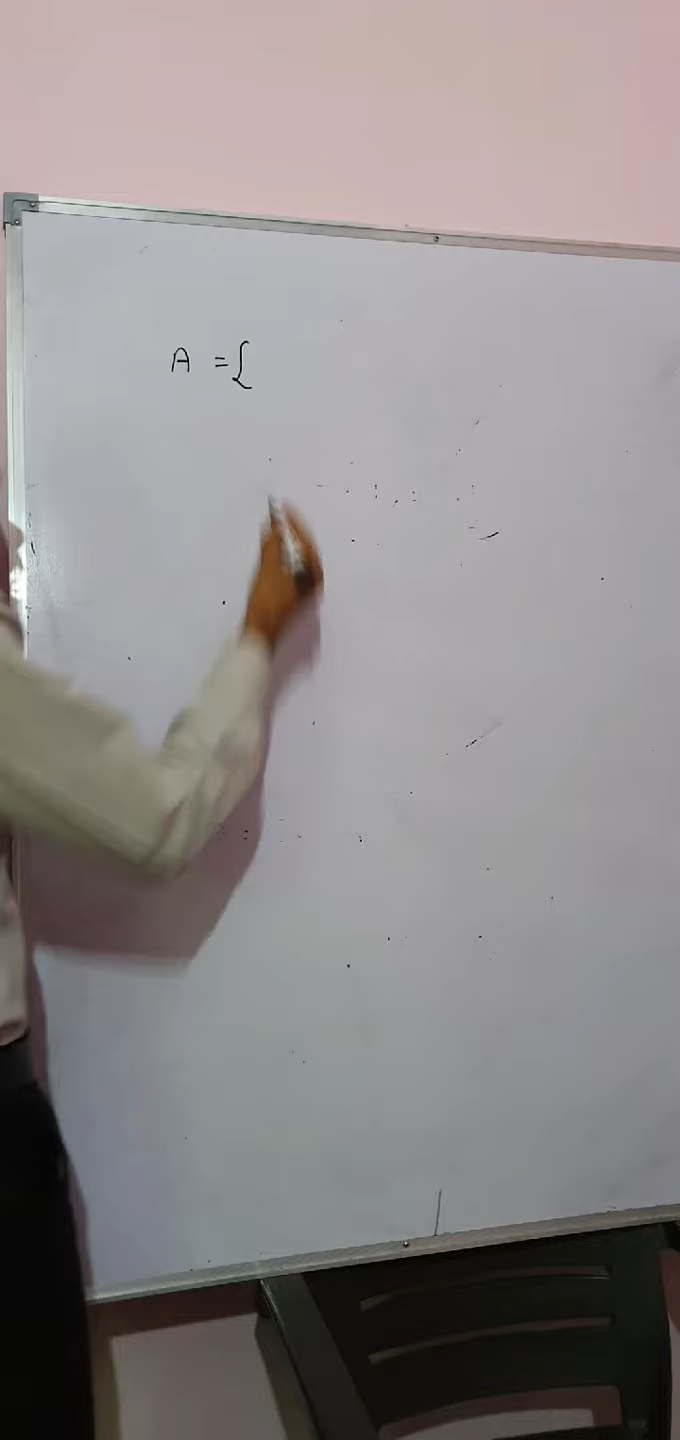 A = {